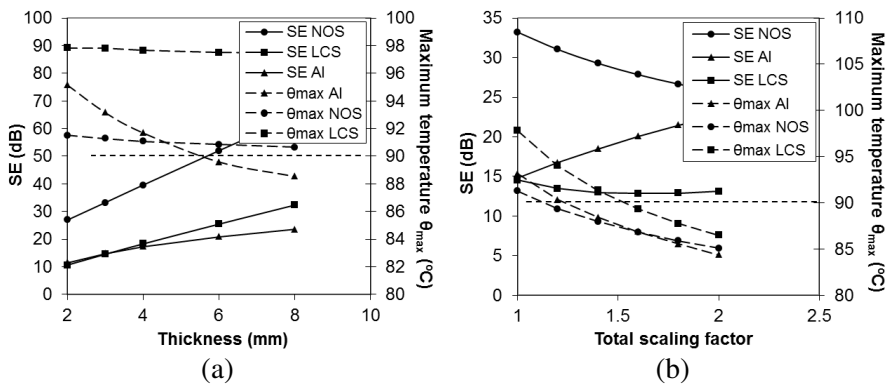 100
90
80
70
60
50
40
30
20
10
0
SE (dB)
2
4
6
8
10
Thickness (mm)
100
98
96
94
92
90
88
86
84
82
80
Maximum temperature θmax (ºC)
SE NOS
SE LCS
SE Al
θmax Al
θmax NOS
θmax LCS
(a)
35
30
25
20
15
10
5
0
SE (dB)
1
1.5
2
2.5
Total scaling factor
110
105
100
95
90
85
80
Maximum temperature θmax (ºC)
SE NOS
SE Al
SE LCS
θmax Al
θmax NOS
θmax LCS
(b)